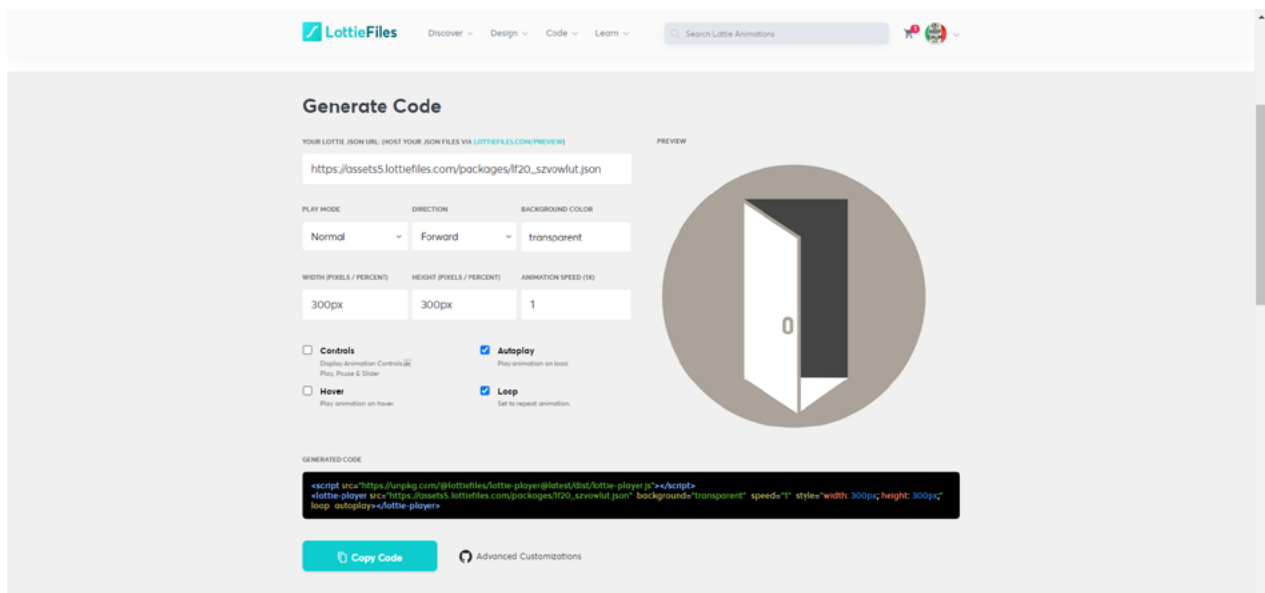 LottieFiles
Discover
Design
Code
Learn
Search Lottie Animations
1
Generate Code
YOUR LOTTIE JSON URL: (HOST YOUR JSON FILES VIA LOTTIEFILES.COM/PREVIEW)
PREVIEW
https://assets5.lottiefiles.com/packages/lf20_szvowlut.json
PLAY MODE
DIRECTION
BACKGROUND COLOR
Normal
Forward
transparent
WIDTH (PIXELS / PERCENT)
HEIGHT (PIXELS / PERCENT)
ANIMATION SPEED (1X)
300px
300px
1
Controls
Display Animation Controls
Play, Pause & Slider
Autoplay
Play animation on load.
Hover
Play animation on hover.
Loop
Set to repeat animation.
GENERATED CODE
<script src="https://unpkg.com/@lottiefiles/lottie-player@latest/dist/lottie-player.js"></script>
<lottie-player src="https://assets5.lottiefiles.com/packages/lf20_szvowlut.json" background="transparent" speed="1" style="width: 300px; height: 300px;"
loop autoplay></lottie-player>
Copy Code
Advanced Customizations